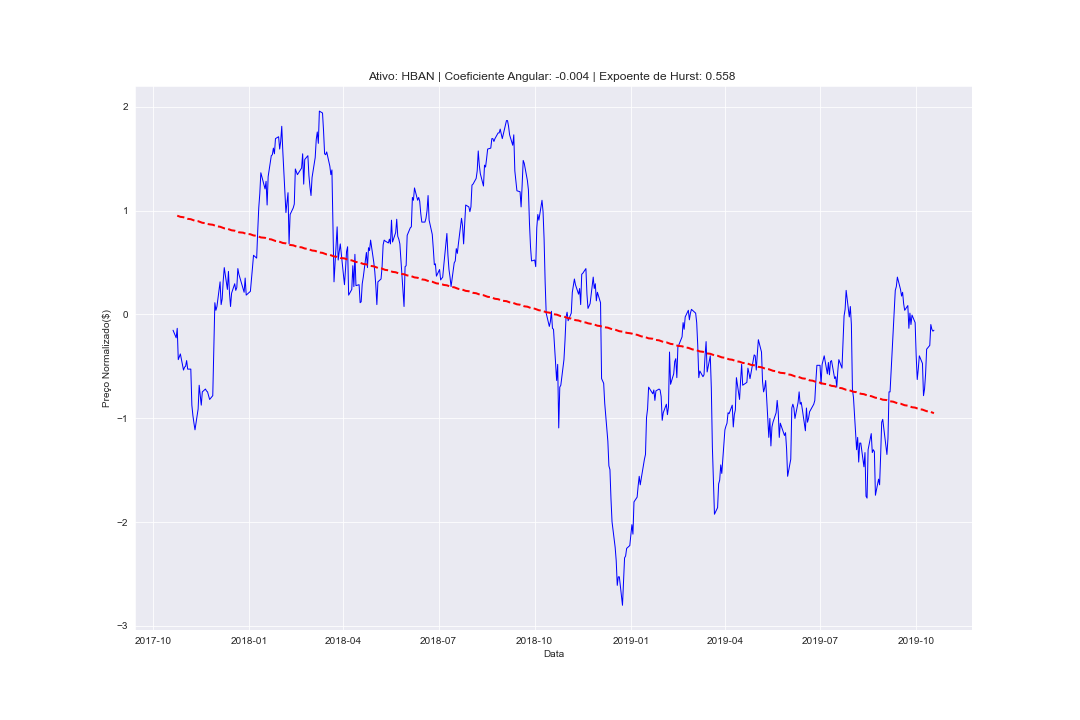 Ativo: HBAN | Coeficiente Angular: -0.004 | Expoente de Hurst: 0.558
2
1
0
−1
−2
−3
Preço Normalizado($)
2017-10 2018-01 2018-04 2018-07 2018-10 2019-01 2019-04 2019-07 2019-10
Data